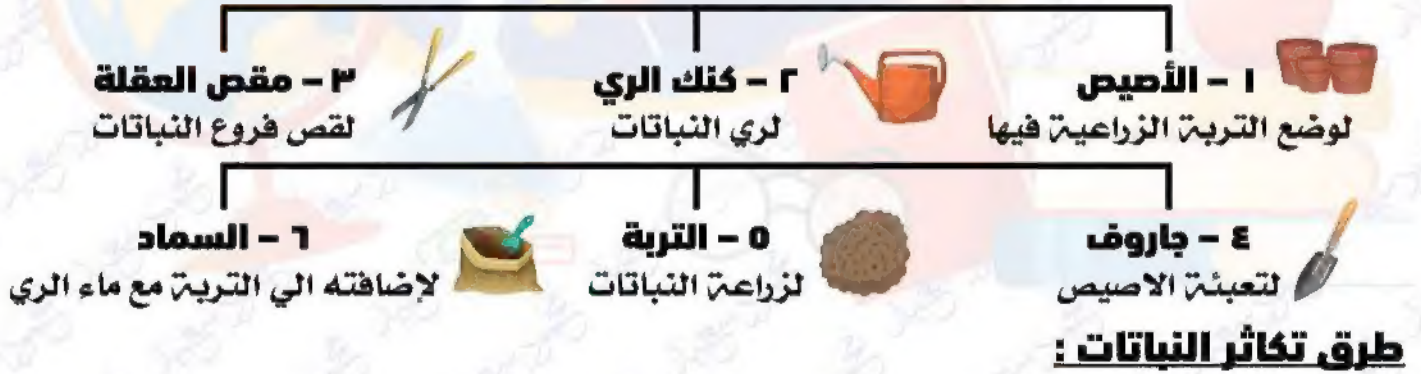 ١ – الأصيص
لوضع التربة الزراعية فيها
٢ – كنك الري
لري النباتات
٣ – مقص العقلة
لقص فروع النباتات
٤ – جاروف
لتعبئة الاصيص
٥ – التربة
لزراعة النباتات
٦ – السماد
لإضافته الي التربة مع ماء الري
طرق تكاثر النباتات :